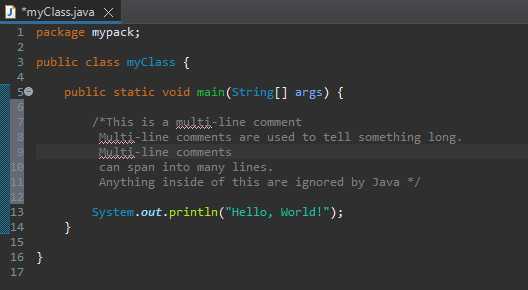 *myClass.java
1 package mypack;
2
3 public class myClass {
4
5 public static void main(String[] args) {
6
7 /*This is a multi-line comment
8 Multi-line comments are used to tell something long.
9 Multi-line comments
10 can span into many lines.
11 Anything inside of this are ignored by Java */
12
13 System.out.println("Hello, World!");
14 }
15
16 }
17